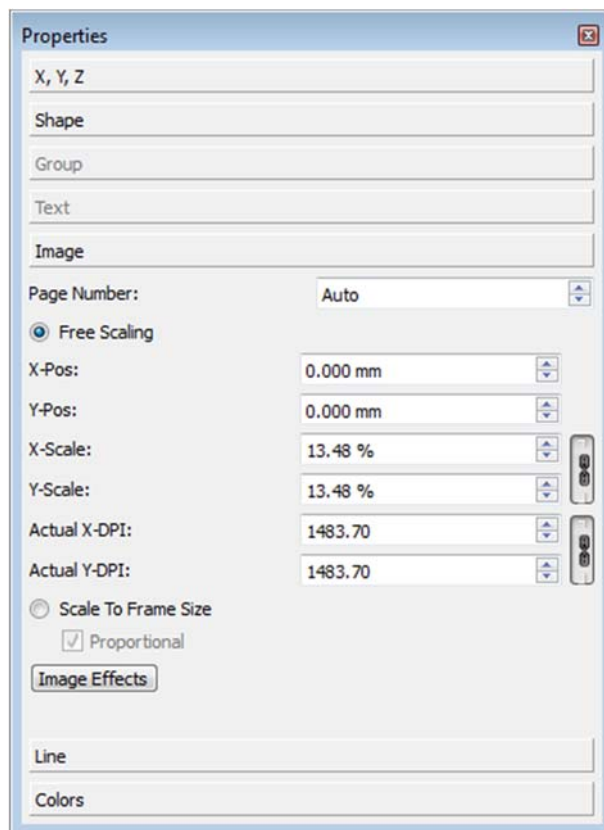 Properties
X, Y, Z
Shape
Group
Text
Image
Page Number: Auto
Free Scaling
X-Pos: 0.000 mm
Y-Pos: 0.000 mm
X-Scale: 13.48 %
Y-Scale: 13.48 %
Actual X-DPI: 1483.70
Actual Y-DPI: 1483.70
Scale To Frame Size
Proportional
Image Effects
Line
Colors